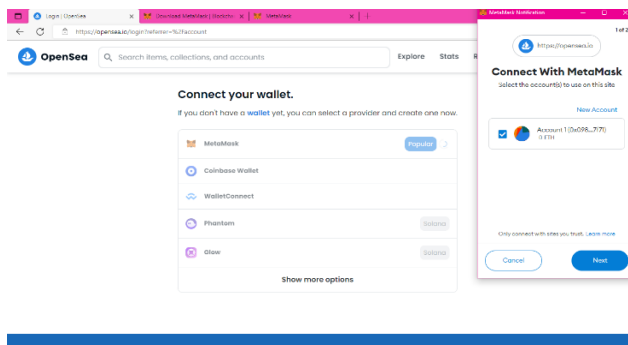 Login | OpenSea
Download MetaMask | Blockchai
MetaMask
https://opensea.io/login?referrer=%2Faccount
OpenSea
Search items, collections, and accounts
Explore
Stats
R
Connect your wallet.
If you don't have a wallet yet, you can select a provider and create one now.
MetaMask
Popular
Coinbase Wallet
WalletConnect
Phantom
Solana
Glow
Solana
Show more options
MetaMask Notification
1 of 2
https://opensea.io
Connect With MetaMask
Select the account(s) to use on this site
New Account
Account 1 (0x098...7f7f)
0 ETH
Only connect with sites you trust. Learn more
Cancel
Next